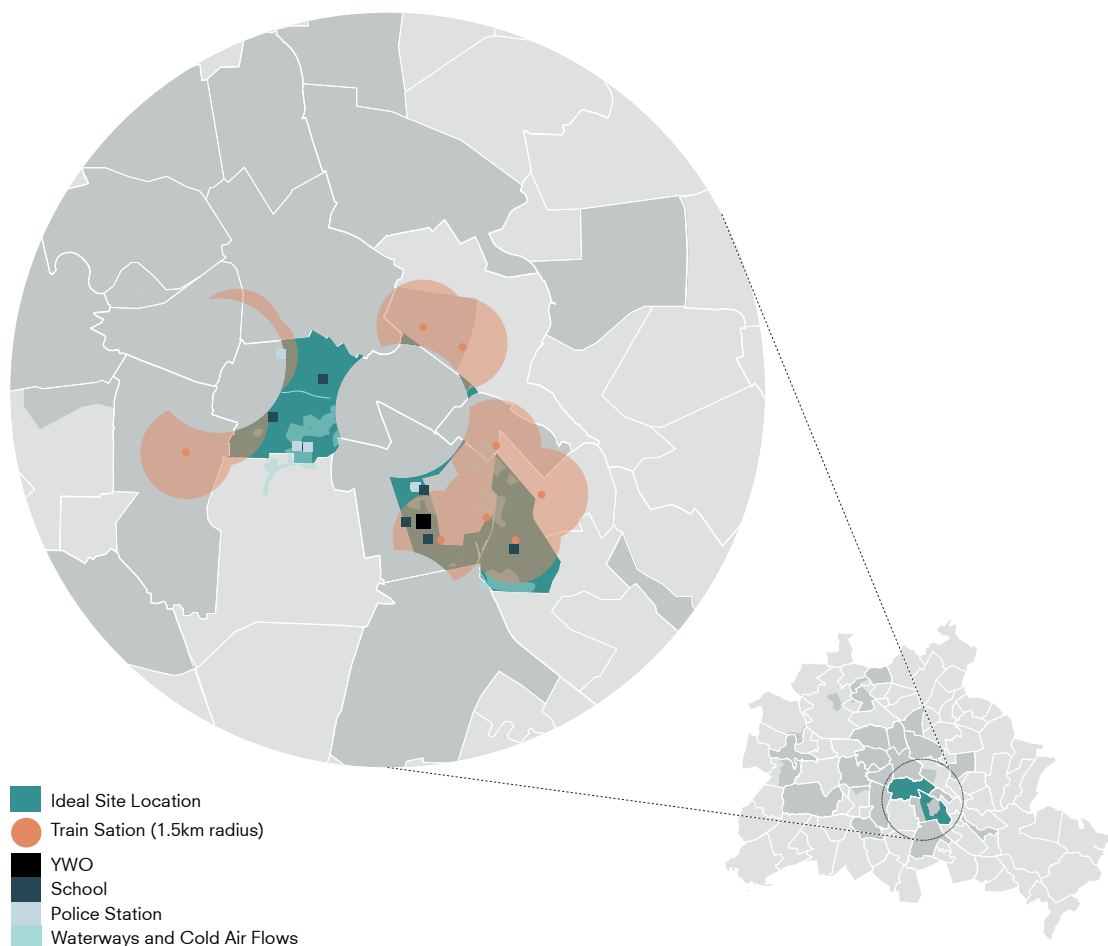 Ideal Site Location
Train Sation (1.5km radius)
YWO
School
Police Station
Waterways and Cold Air Flows